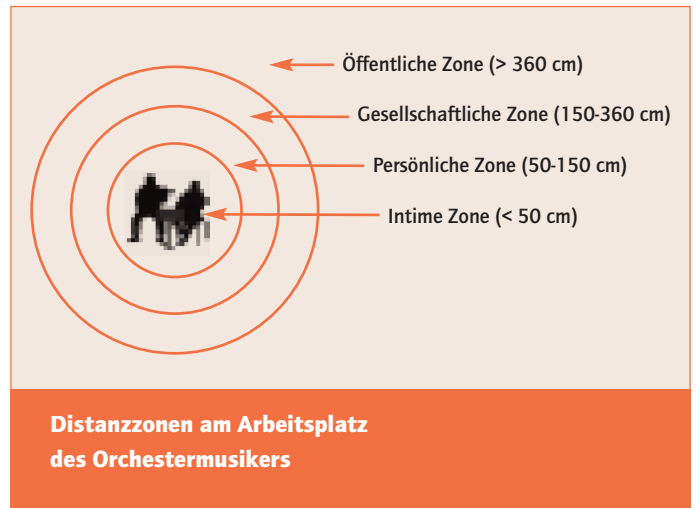 Öffentliche Zone (> 360 cm)
Gesellschaftliche Zone (150-360 cm)
Persönliche Zone (50-150 cm)
Intime Zone (< 50 cm)
Distanzzonen am Arbeitsplatz
des Orchestermusikers